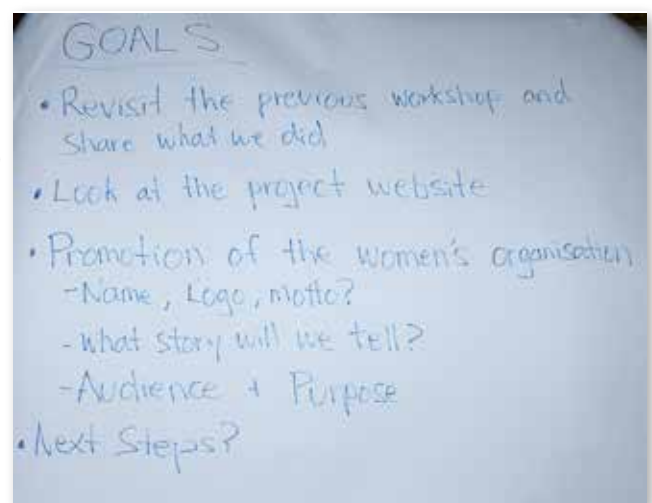 GOALS
• Revisit the previous workshop and
share what we did
• Look at the project website
• Promotion of the women's organisation
- Name, Logo, motto?
- what story will we tell?
- Audience + Purpose
• Next Steps?